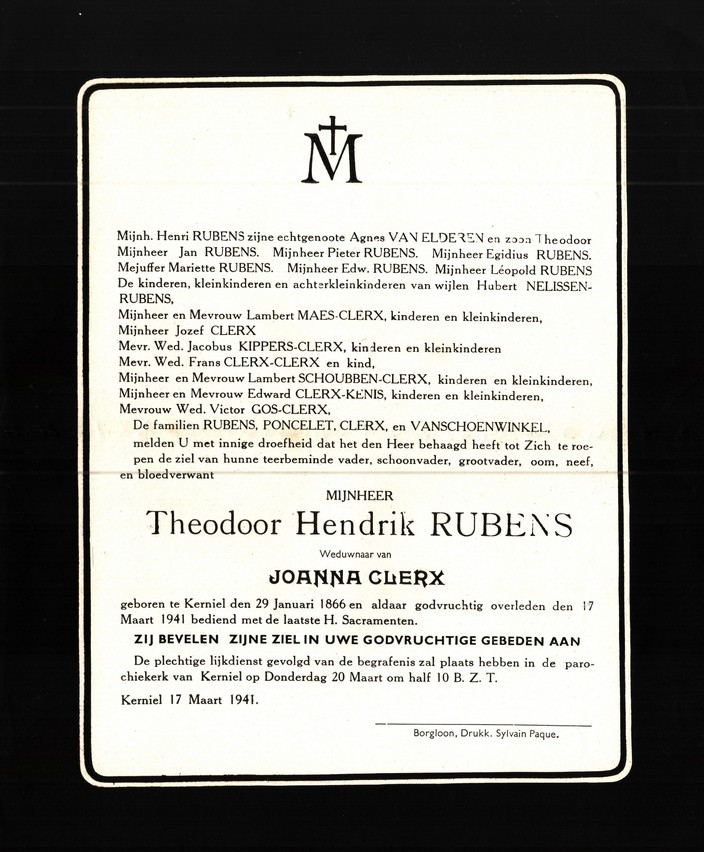 M
Mijnh. Henri RUBENS zijne echtgenoote Agnes VAN ELDEREN en zoon Theodoor
Mijnheer Jan RUBENS. Mijnheer Pieter RUBENS. Mijnheer Egidius RUBENS.
Mejuffer Mariette RUBENS. Mijnheer Edw. RUBENS. Mijnheer Léopold RUBENS
De kinderen, kleinkinderen en achterkleinkinderen van wijlen Hubert NELISSEN-
RUBENS,
Mijnheer en Mevrouw Lambert MAES-CLERX, kinderen en kleinkinderen,
Mijnheer Jozef CLERX
Mevr. Wed. Jacobus KIPPERS-CLERX, kinderen en kleinkinderen
Mevr. Wed. Frans CLERX-CLERX en kind,
Mijnheer en Mevrouw Lambert SCHOUBBEN-CLERX, kinderen en kleinkinderen,
Mijnheer en Mevrouw Edward CLERX-KENIS, kinderen en kleinkinderen,
Mevrouw Wed. Victor GOS-CLERX,
De familien RUBENS, PONCELET, CLERX, en VANSCHOENWINKEL,
melden U met innige droefheid dat het den Heer behaagd heeft tot Zich te roe-
pen de ziel van hunne teerbeminde vader, schoonvader, grootvader, oom, neef,
en bloedverwant
MIJNHEER
Theodoor Hendrik RUBENS
Weduwnaar van
JOANNA CLERX
geboren te Kerniel den 29 Januari 1866 en aldaar godvruchtig overleden den 17
Maart 1941 bediend met de laatste H. Sacramenten.
ZIJ BEVELEN ZIJNE ZIEL IN UWE GODVRUCHTIGE GEBEDEN AAN
De plechtige lijkdienst gevolgd van de begrafenis zal plaats hebben in de paro-
chiekerk van Kerniel op Donderdag 20 Maart om half 10 B. Z. T.
Kerniel 17 Maart 1941.
Borgloon, Drukk. Sylvain Paque.